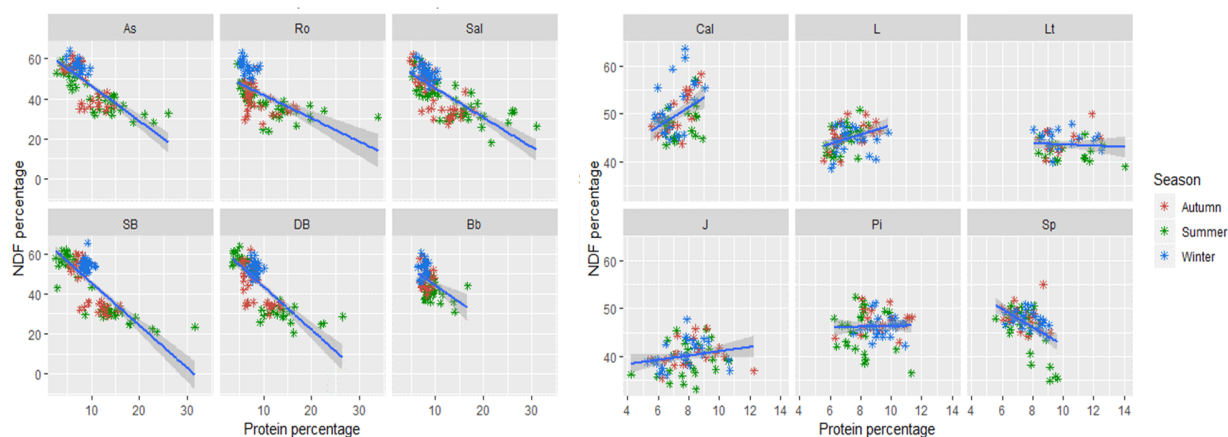 As Ro Sal
60
40
20
0
SB DB Bb
60
40
20
0
10 20 30 10 20 30 10 20 30
NDF percentage
Protein percentage
Cal L Lt
60
50
40
J Pi Sp
60
50
40
4 6 8 10 12 14 4 6 8 10 12 14 4 6 8 10 12 14
NDF percentage
Protein percentage
Season
Autumn
Summer
Winter